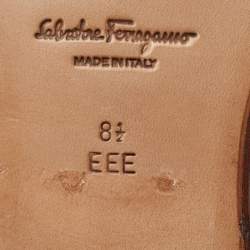 Salvatore Ferragamo
MADE IN ITALY
8½
EEE